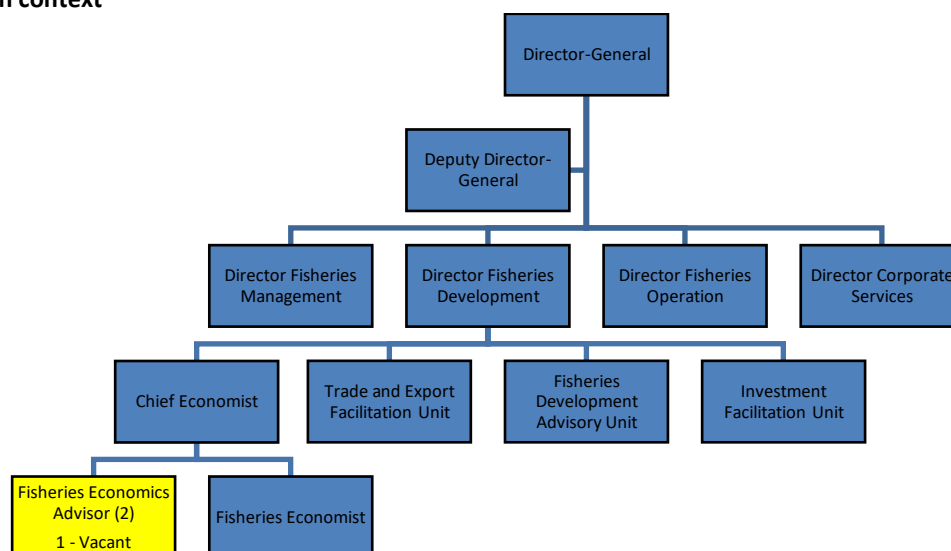 context
Director-General
Deputy Director-
General
Director Fisheries
Management
Director Fisheries
Development
Director Fisheries
Operation
Director Corporate
Services
Chief Economist
Trade and Export
Facilitation Unit
Fisheries
Development
Advisory Unit
Investment
Facilitation Unit
Fisheries Economics
Advisor (2)
1 - Vacant
Fisheries Economist